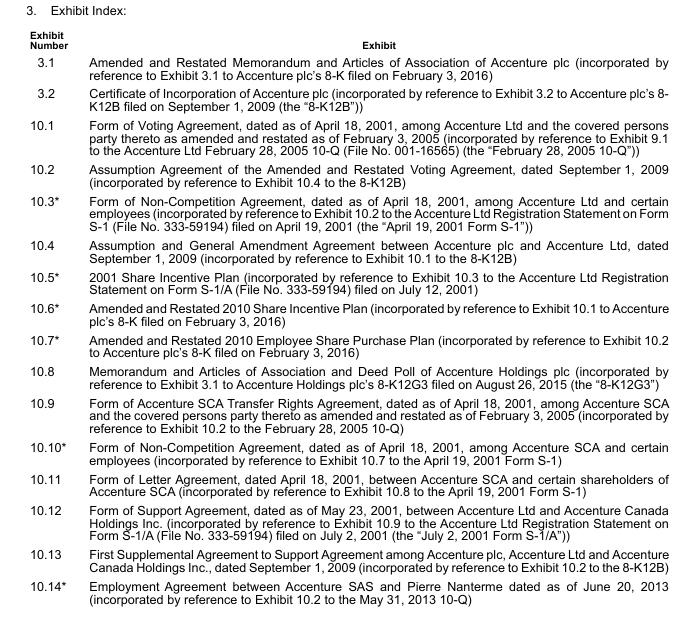 3. Exhibit Index:
Exhibit
Number Exhibit
3.1 Amended and Restated Memorandum and Articles of Association of Accenture plc (incorporated by
reference to Exhibit 3.1 to Accenture plc’s 8-K filed on February 3, 2016)
3.2 Certificate of Incorporation of Accenture plc (incorporated by reference to Exhibit 3.2 to Accenture plc’s 8-
K12B filed on September 1, 2009 (the “8-K12B”))
10.1 Form of Voting Agreement, dated as of April 18, 2001, among Accenture Ltd and the covered persons
party thereto as amended and restated as of February 3, 2005 (incorporated by reference to Exhibit 9.1
to the Accenture Ltd February 28, 2005 10-Q (File No. 001-16565) (the “February 28, 2005 10-Q”))
10.2 Assumption Agreement of the Amended and Restated Voting Agreement, dated September 1, 2009
(incorporated by reference to Exhibit 10.4 to the 8-K12B)
10.3* Form of Non-Competition Agreement, dated as of April 18, 2001, among Accenture Ltd and certain
employees (incorporated by reference to Exhibit 10.2 to the Accenture Ltd Registration Statement on Form
S-1 (File No. 333-59194) filed on April 19, 2001 (the “April 19, 2001 Form S-1”))
10.4 Assumption and General Amendment Agreement between Accenture plc and Accenture Ltd, dated
September 1, 2009 (incorporated by reference to Exhibit 10.1 to the 8-K12B)
10.5* 2001 Share Incentive Plan (incorporated by reference to Exhibit 10.3 to the Accenture Ltd Registration
Statement on Form S-1/A (File No. 333-59194) filed on July 12, 2001)
10.6* Amended and Restated 2010 Share Incentive Plan (incorporated by reference to Exhibit 10.1 to Accenture
plc’s 8-K filed on February 3, 2016)
10.7* Amended and Restated 2010 Employee Share Purchase Plan (incorporated by reference to Exhibit 10.2
to Accenture plc’s 8-K filed on February 3, 2016)
10.8 Memorandum and Articles of Association and Deed Poll of Accenture Holdings plc (incorporated by
reference to Exhibit 3.1 to Accenture Holdings plc’s 8-K12G3 filed on August 26, 2015 (the “8-K12G3”)
10.9 Form of Accenture SCA Transfer Rights Agreement, dated as of April 18, 2001, among Accenture SCA
and the covered persons party thereto as amended and restated as of February 3, 2005 (incorporated by
reference to Exhibit 10.2 to the February 28, 2005 10-Q)
10.10* Form of Non-Competition Agreement, dated as of April 18, 2001, among Accenture SCA and certain
employees (incorporated by reference to Exhibit 10.7 to the April 19, 2001 Form S-1)
10.11 Form of Letter Agreement, dated April 18, 2001, between Accenture SCA and certain shareholders of
Accenture SCA (incorporated by reference to Exhibit 10.8 to the April 19, 2001 Form S-1)
10.12 Form of Support Agreement, dated as of May 23, 2001, between Accenture Ltd and Accenture Canada
Holdings Inc. (incorporated by reference to Exhibit 10.9 to the Accenture Ltd Registration Statement on
Form S-1/A (File No. 333-59194) filed on July 2, 2001 (the “July 2, 2001 Form S-1/A”))
10.13 First Supplemental Agreement to Support Agreement among Accenture plc, Accenture Ltd and Accenture
Canada Holdings Inc., dated September 1, 2009 (incorporated by reference to Exhibit 10.2 to the 8-K12B)
10.14* Employment Agreement between Accenture SAS and Pierre Nanterme dated as of June 20, 2013
(incorporated by reference to Exhibit 10.2 to the May 31, 2013 10-Q)